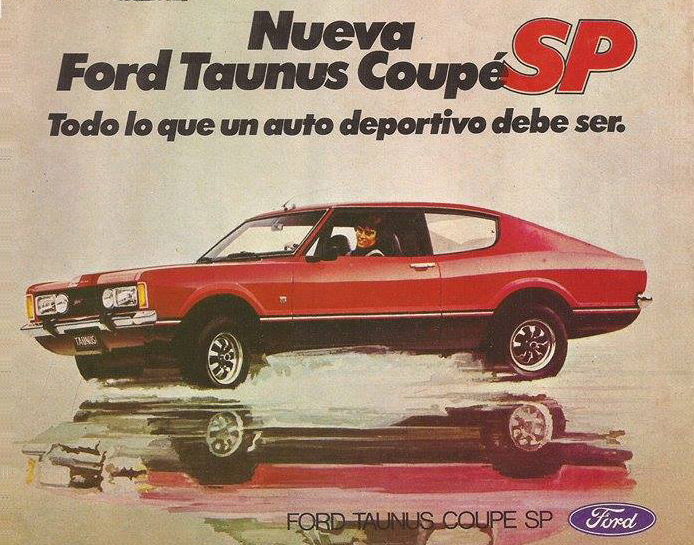 Nueva
Ford Taunus Coupé SP
Todo lo que un auto deportivo debe ser.
TAUNUS
FORD TAUNUS COUPE SP
Ford